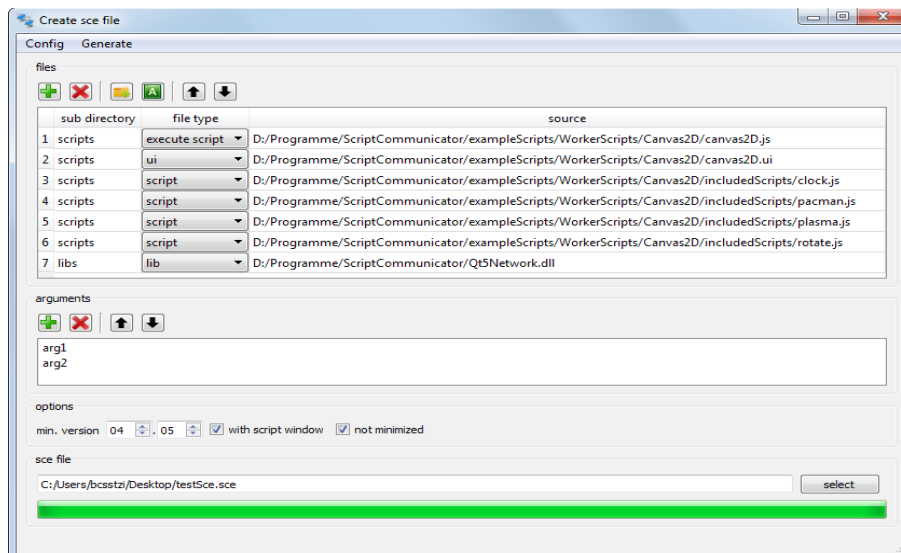 Create sce file
Config Generate
files
A
sub directory file type source
1 scripts execute script D:/Programme/ScriptCommunicator/exampleScripts/WorkerScripts/Canvas2D/canvas2D.js
2 scripts ui D:/Programme/ScriptCommunicator/exampleScripts/WorkerScripts/Canvas2D/canvas2D.ui
3 scripts script D:/Programme/ScriptCommunicator/exampleScripts/WorkerScripts/Canvas2D/includedScripts/clock.js
4 scripts script D:/Programme/ScriptCommunicator/exampleScripts/WorkerScripts/Canvas2D/includedScripts/pacman.js
5 scripts script D:/Programme/ScriptCommunicator/exampleScripts/WorkerScripts/Canvas2D/includedScripts/plasma.js
6 scripts script D:/Programme/ScriptCommunicator/exampleScripts/WorkerScripts/Canvas2D/includedScripts/rotate.js
7 libs lib D:/Programme/ScriptCommunicator/Qt5Network.dll
arguments
arg1
arg2
options
min. version 04 . 05 with script window not minimized
sce file
C:/Users/bcsstzi/Desktop/testSce.sce select